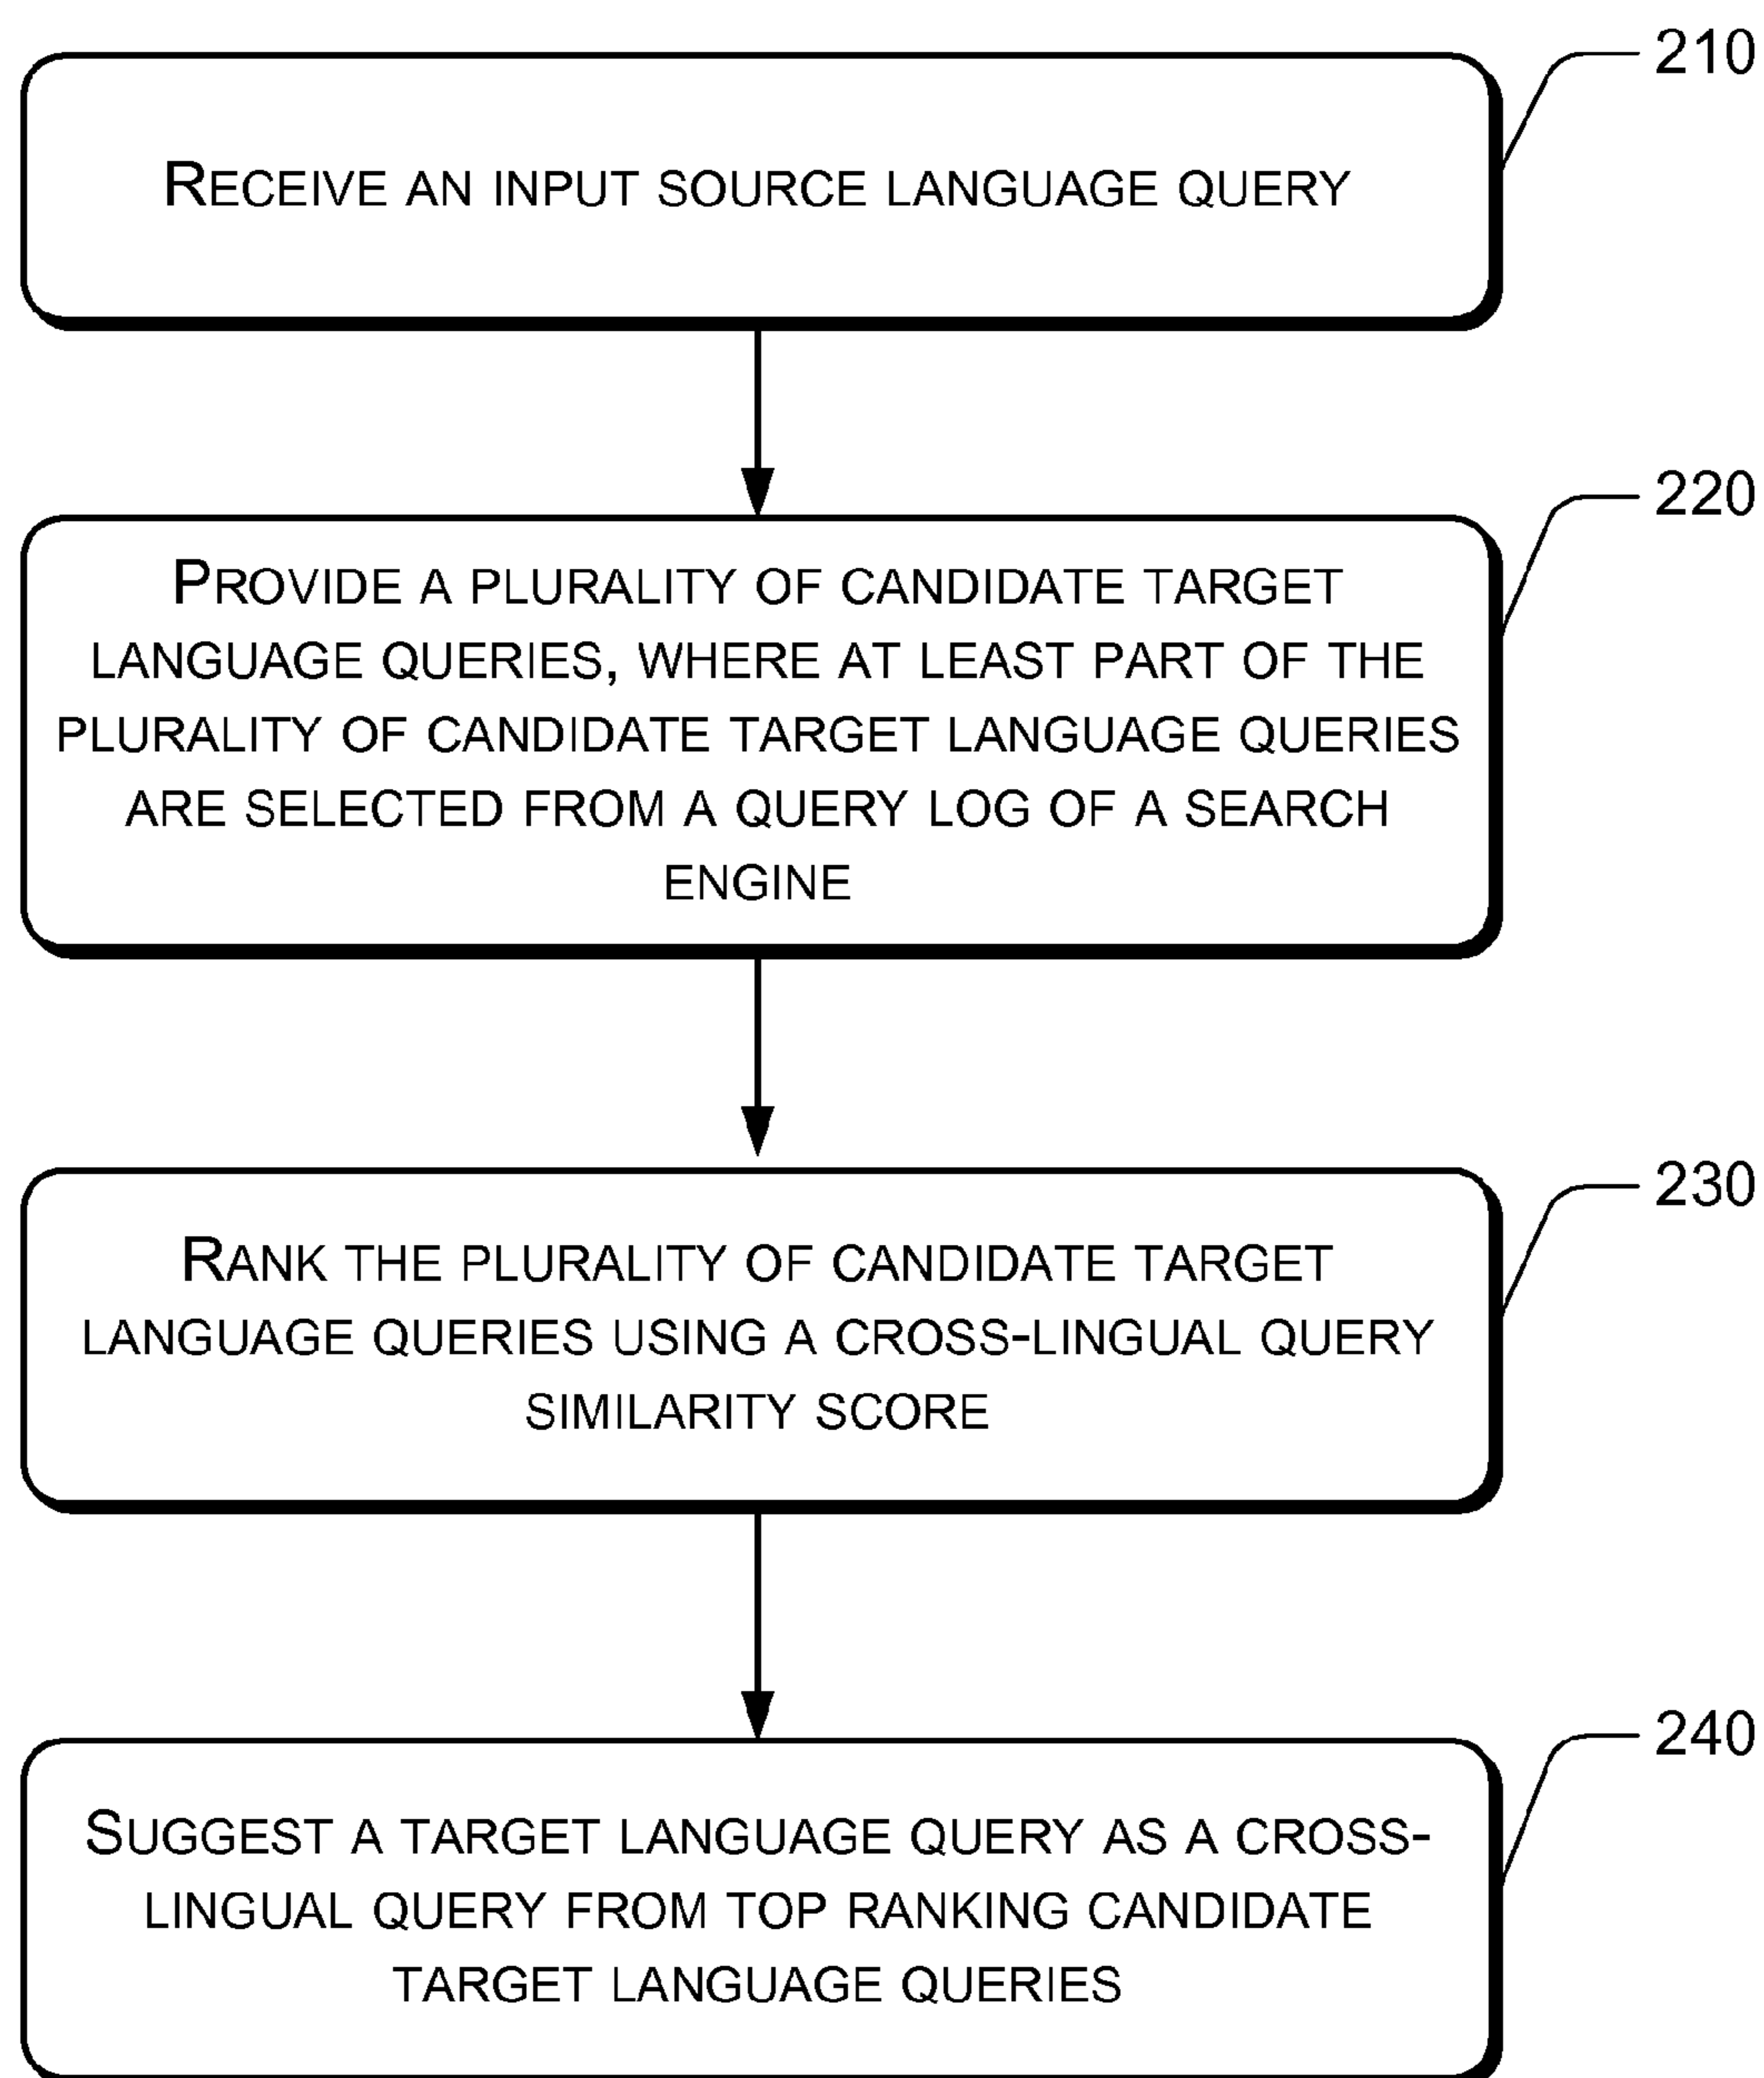 210
RECEIVE AN INPUT SOURCE LANGUAGE QUERY
220
PROVIDE A PLURALITY OF CANDIDATE TARGET
LANGUAGE QUERIES, WHERE AT LEAST PART OF THE
PLURALITY OF CANDIDATE TARGET LANGUAGE QUERIES
ARE SELECTED FROM A QUERY LOG OF A SEARCH
ENGINE
230
RANK THE PLURALITY OF CANDIDATE TARGET
LANGUAGE QUERIES USING A CROSS-LINGUAL QUERY
SIMILARITY SCORE
240
SUGGEST A TARGET LANGUAGE QUERY AS A CROSS-
LINGUAL QUERY FROM TOP RANKING CANDIDATE
TARGET LANGUAGE QUERIES